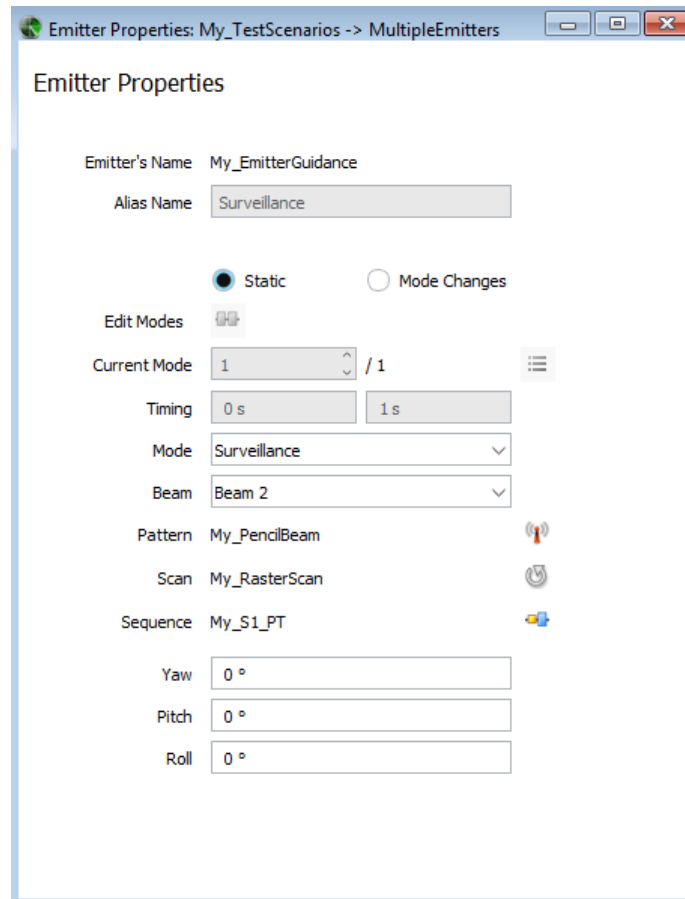 Emitter Properties: My_TestScenarios -> MultipleEmitters
Emitter Properties
Emitter's Name My_EmitterGuidance
Alias Name Surveillance
Static Mode Changes
Edit Modes
Current Mode 1 / 1
Timing 0 s 1 s
Mode Surveillance
Beam Beam 2
Pattern My_PencilBeam
Scan My_RasterScan
Sequence My_S1_PT
Yaw 0 °
Pitch 0 °
Roll 0 °